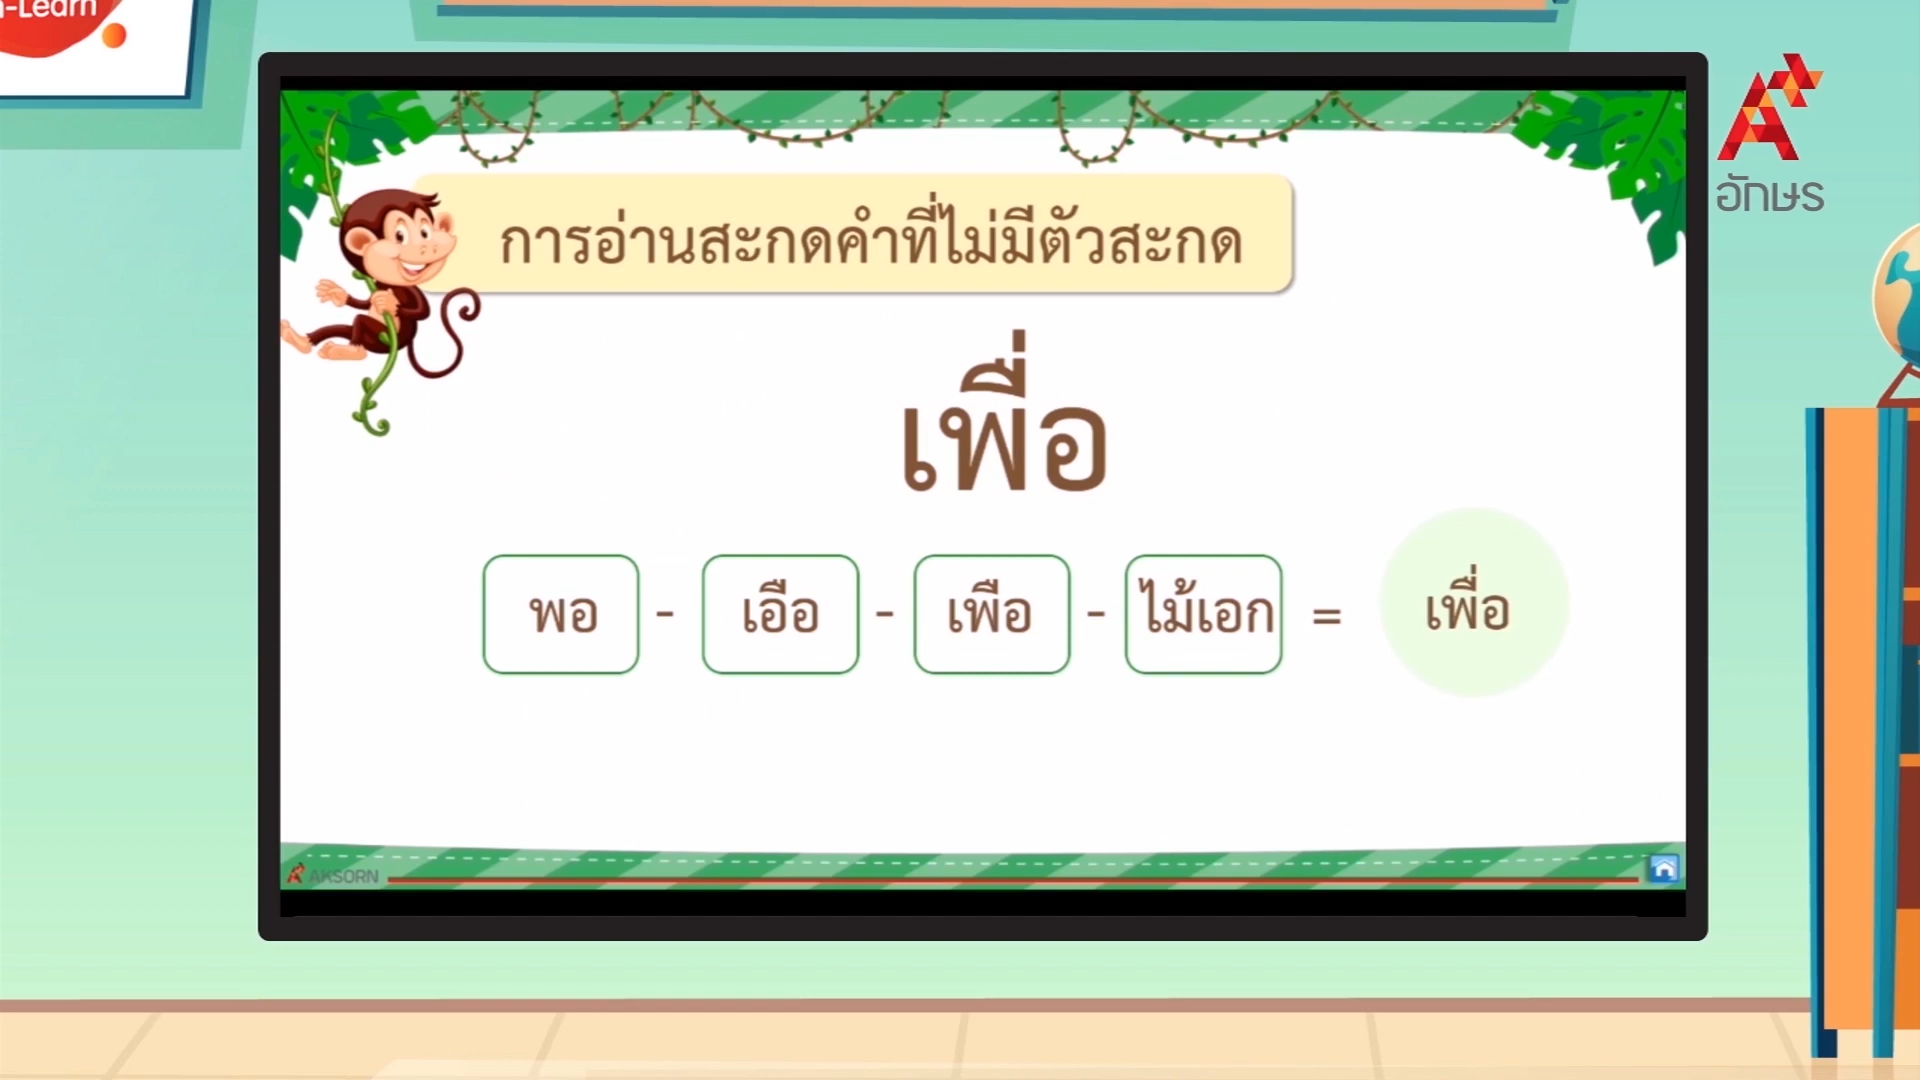 n-Learn
อักษร
การอ่านสะกดคำที่ไม่มีตัวสะกด
เพื่อ
พอ - เอือ - เพือ - ไม้เอก = เพื่อ
AKSORN